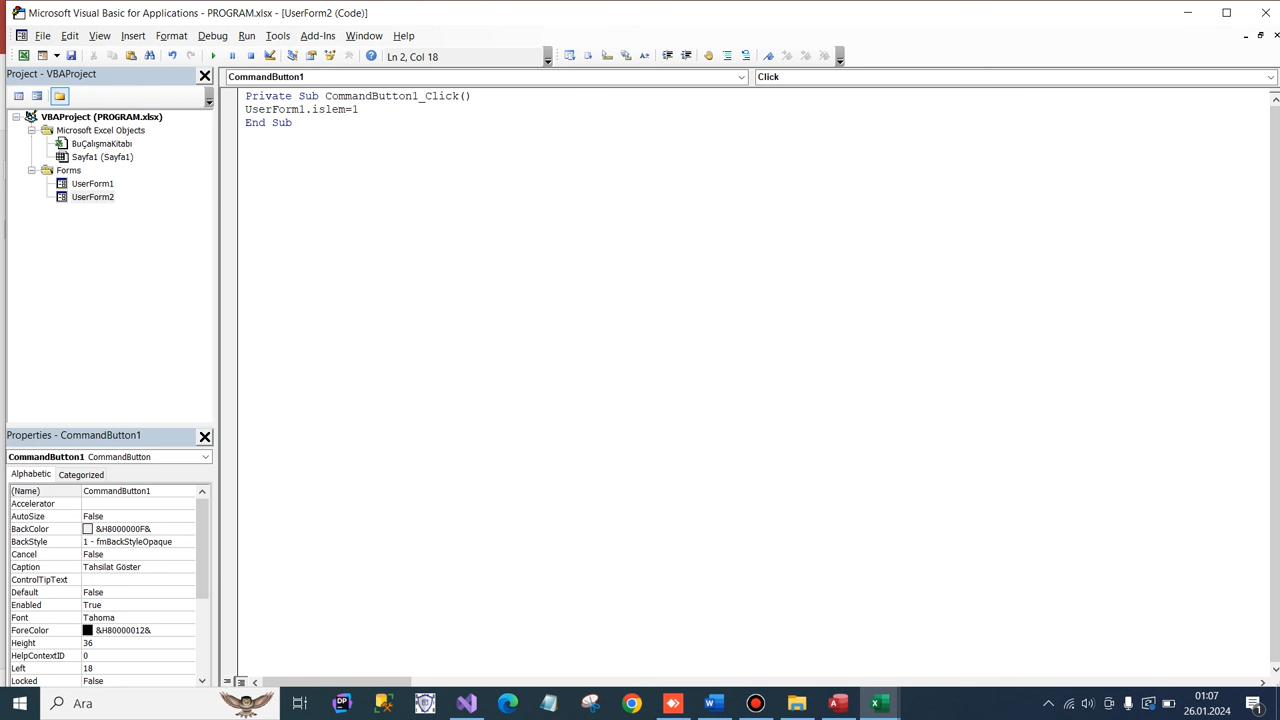 Microsoft Visual Basic for Applications - PROGRAM.xlsx - [UserForm2 (Code)]
File Edit View Insert Format Debug Run Tools Add-Ins Window Help
Ln 2, Col 18
Project - VBAProject
CommandButton1
Click
VBAProject (PROGRAM.xlsx)
Microsoft Excel Objects
BuÇalışmaKitabı
Sayfa1 (Sayfa1)
Forms
UserForm1
UserForm2
Private Sub CommandButton1_Click()
UserForm1.islem=1
End Sub
Properties - CommandButton1
CommandButton1 CommandButton
Alphabetic Categorized
(Name) CommandButton1
Accelerator
AutoSize False
BackColor &H8000000F&
BackStyle 1 - fmBackStyleOpaque
Cancel False
Caption Tahsilat Göster
ControlTipText
Default False
Enabled True
Font Tahoma
ForeColor &H80000012&
Height 36
HelpContextID 0
Left 18
Locked False
Ara
01:07
26.01.2024